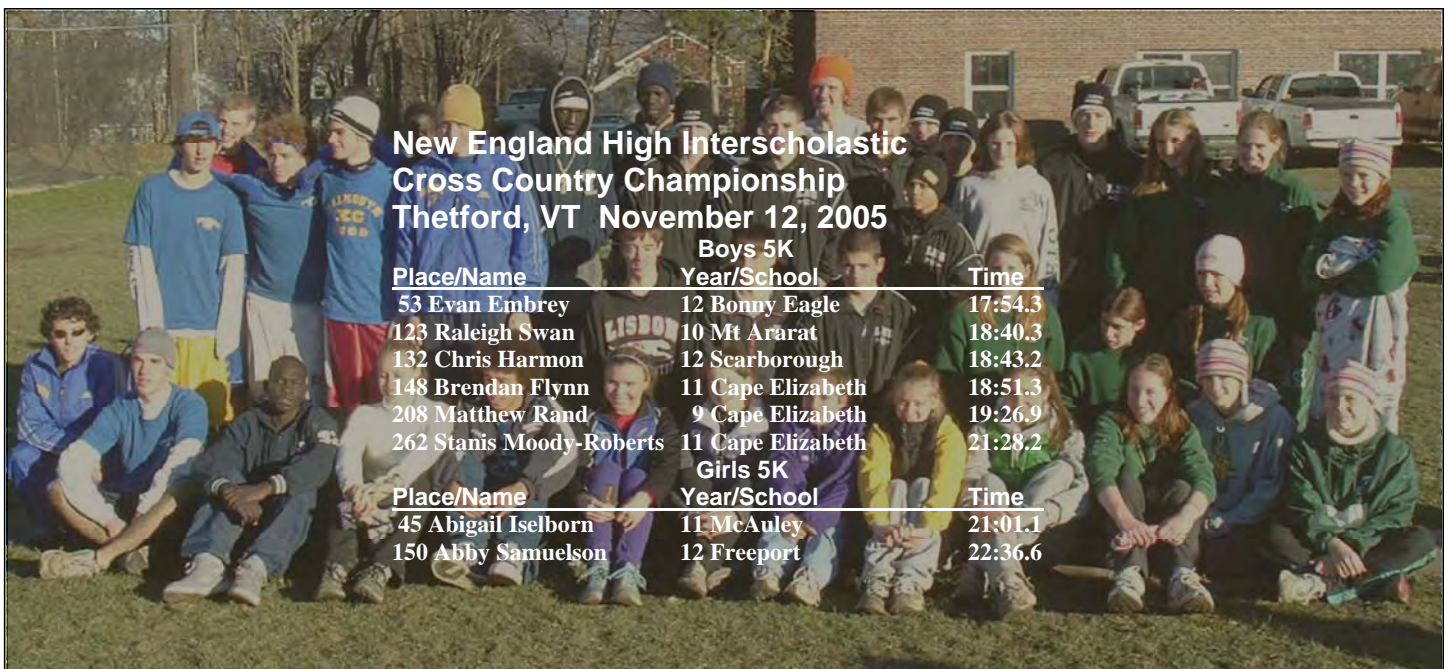 New England High Interscholastic
Cross Country Championship
Thetford, VT November 12, 2005
Boys 5K
Place/Name Year/School Time
53 Evan Embrey 12 Bonny Eagle 17:54.3
123 Raleigh Swan 10 Mt Ararat 18:40.3
132 Chris Harmon 12 Scarborough 18:43.2
148 Brendan Flynn 11 Cape Elizabeth 18:51.3
208 Matthew Rand 9 Cape Elizabeth 19:26.9
262 Stanis Moody-Roberts 11 Cape Elizabeth 21:28.2
Girls 5K
Place/Name Year/School Time
45 Abigail Iselborn 11 McAuley 21:01.1
150 Abby Samuelson 12 Freeport 22:36.6
LISBON
XC